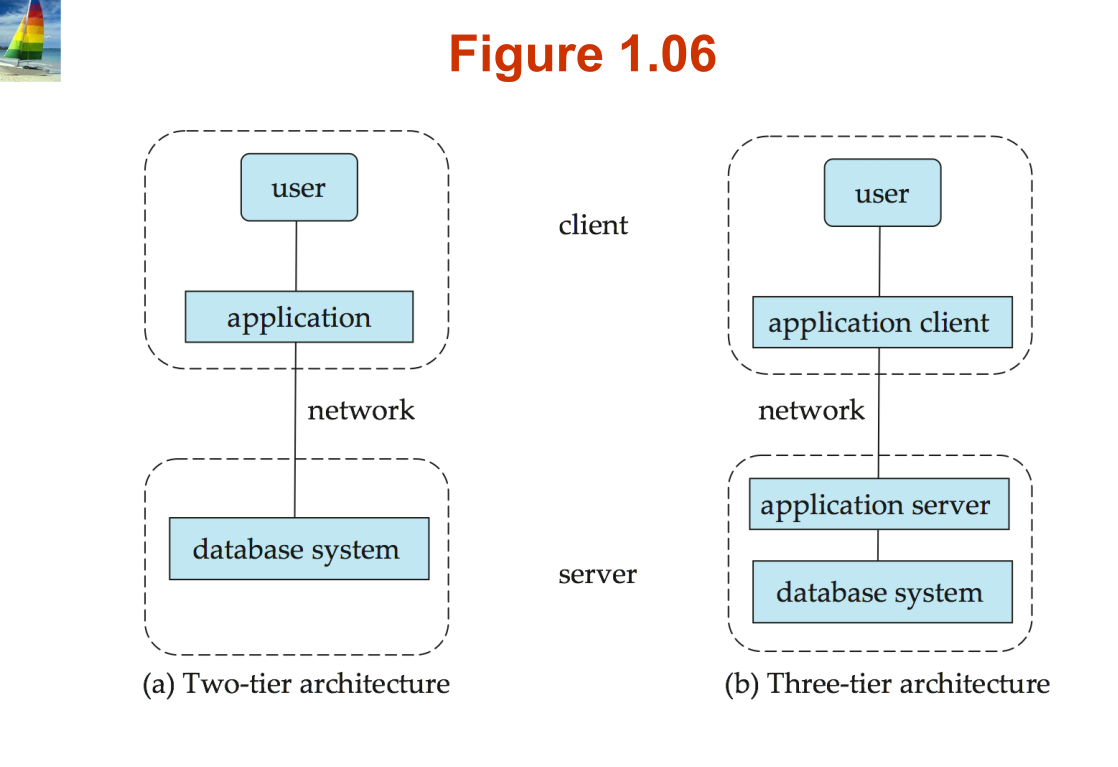 Figure 1.06
user
application
network
database system
(a) Two-tier architecture
client
server
user
application client
network
application server
database system
(b) Three-tier architecture